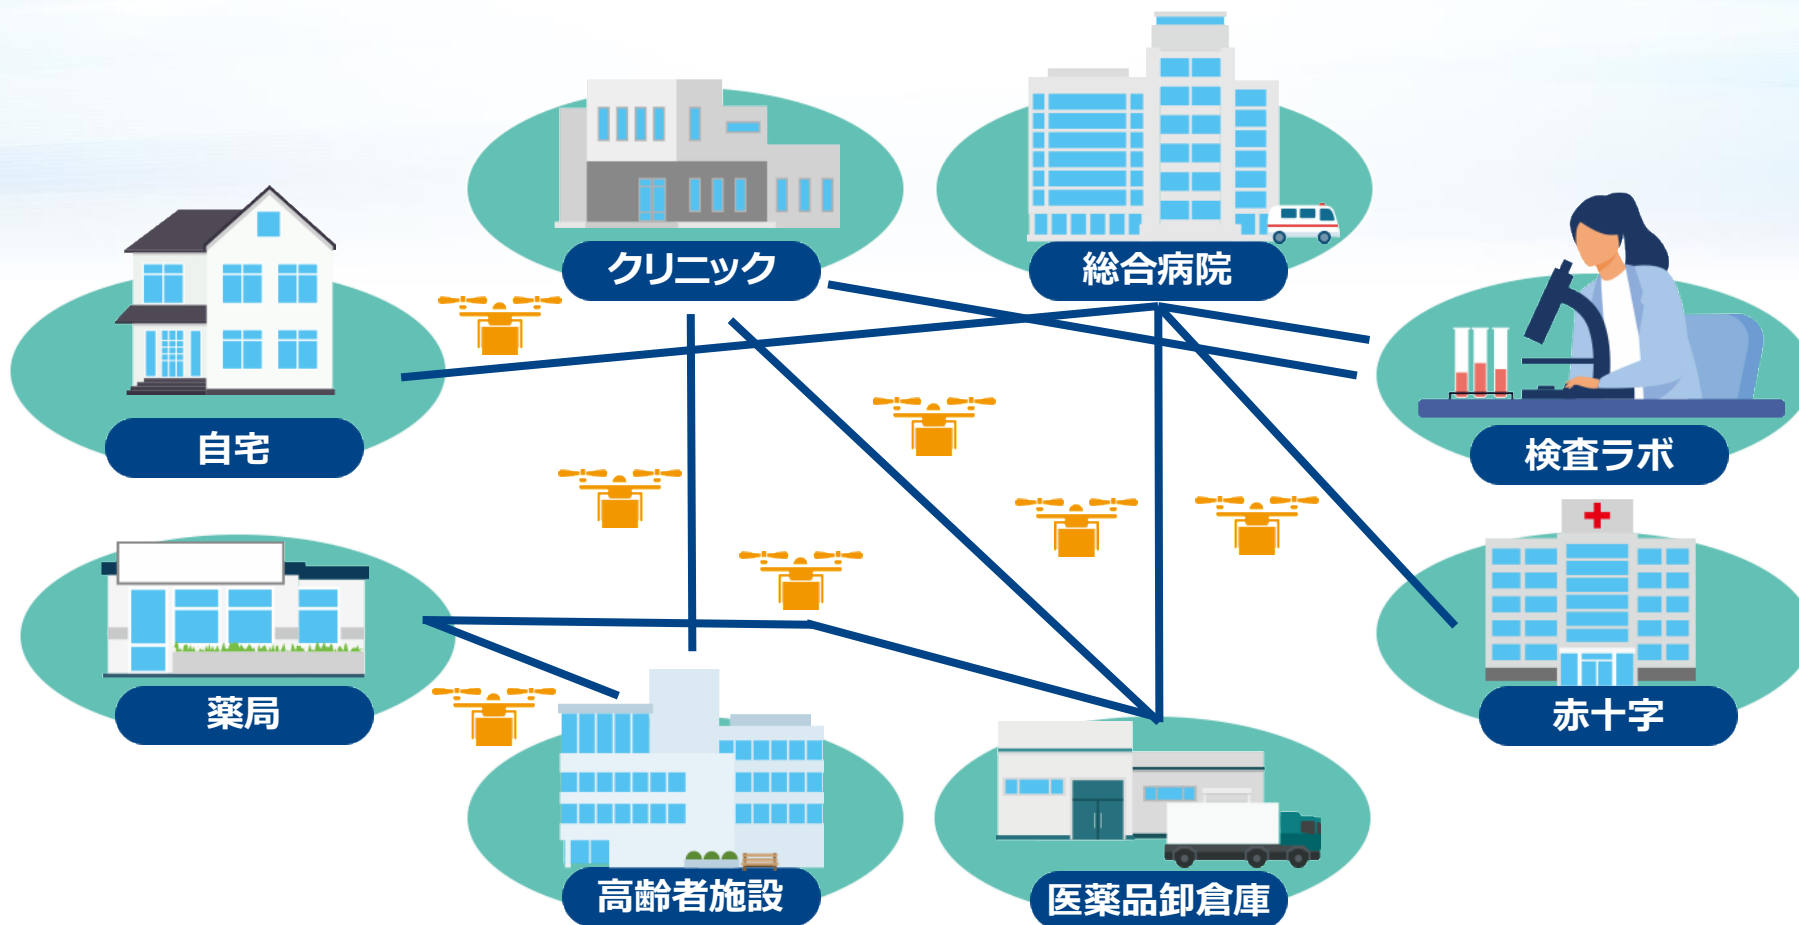 クリニック
総合病院
自宅
検査ラボ
薬局
赤十字
高齢者施設
医薬品卸倉庫